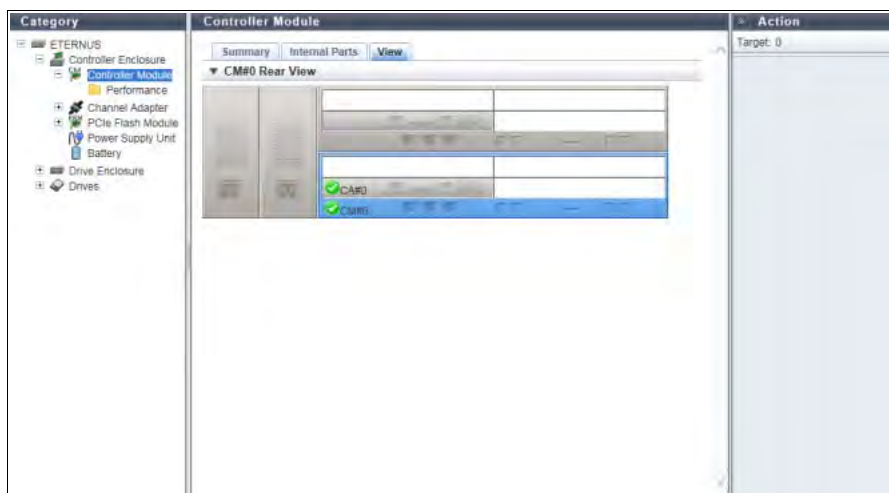 Category
ETERNUS
Controller Enclosure
Controller Module
Performance
Channel Adapter
PCIe Flash Module
Power Supply Unit
Battery
Drive Enclosure
Drives
Controller Module
Summary
Internal Parts
View
▼ CM#0 Rear View
CA#0
CM#0
Action
Target: 0